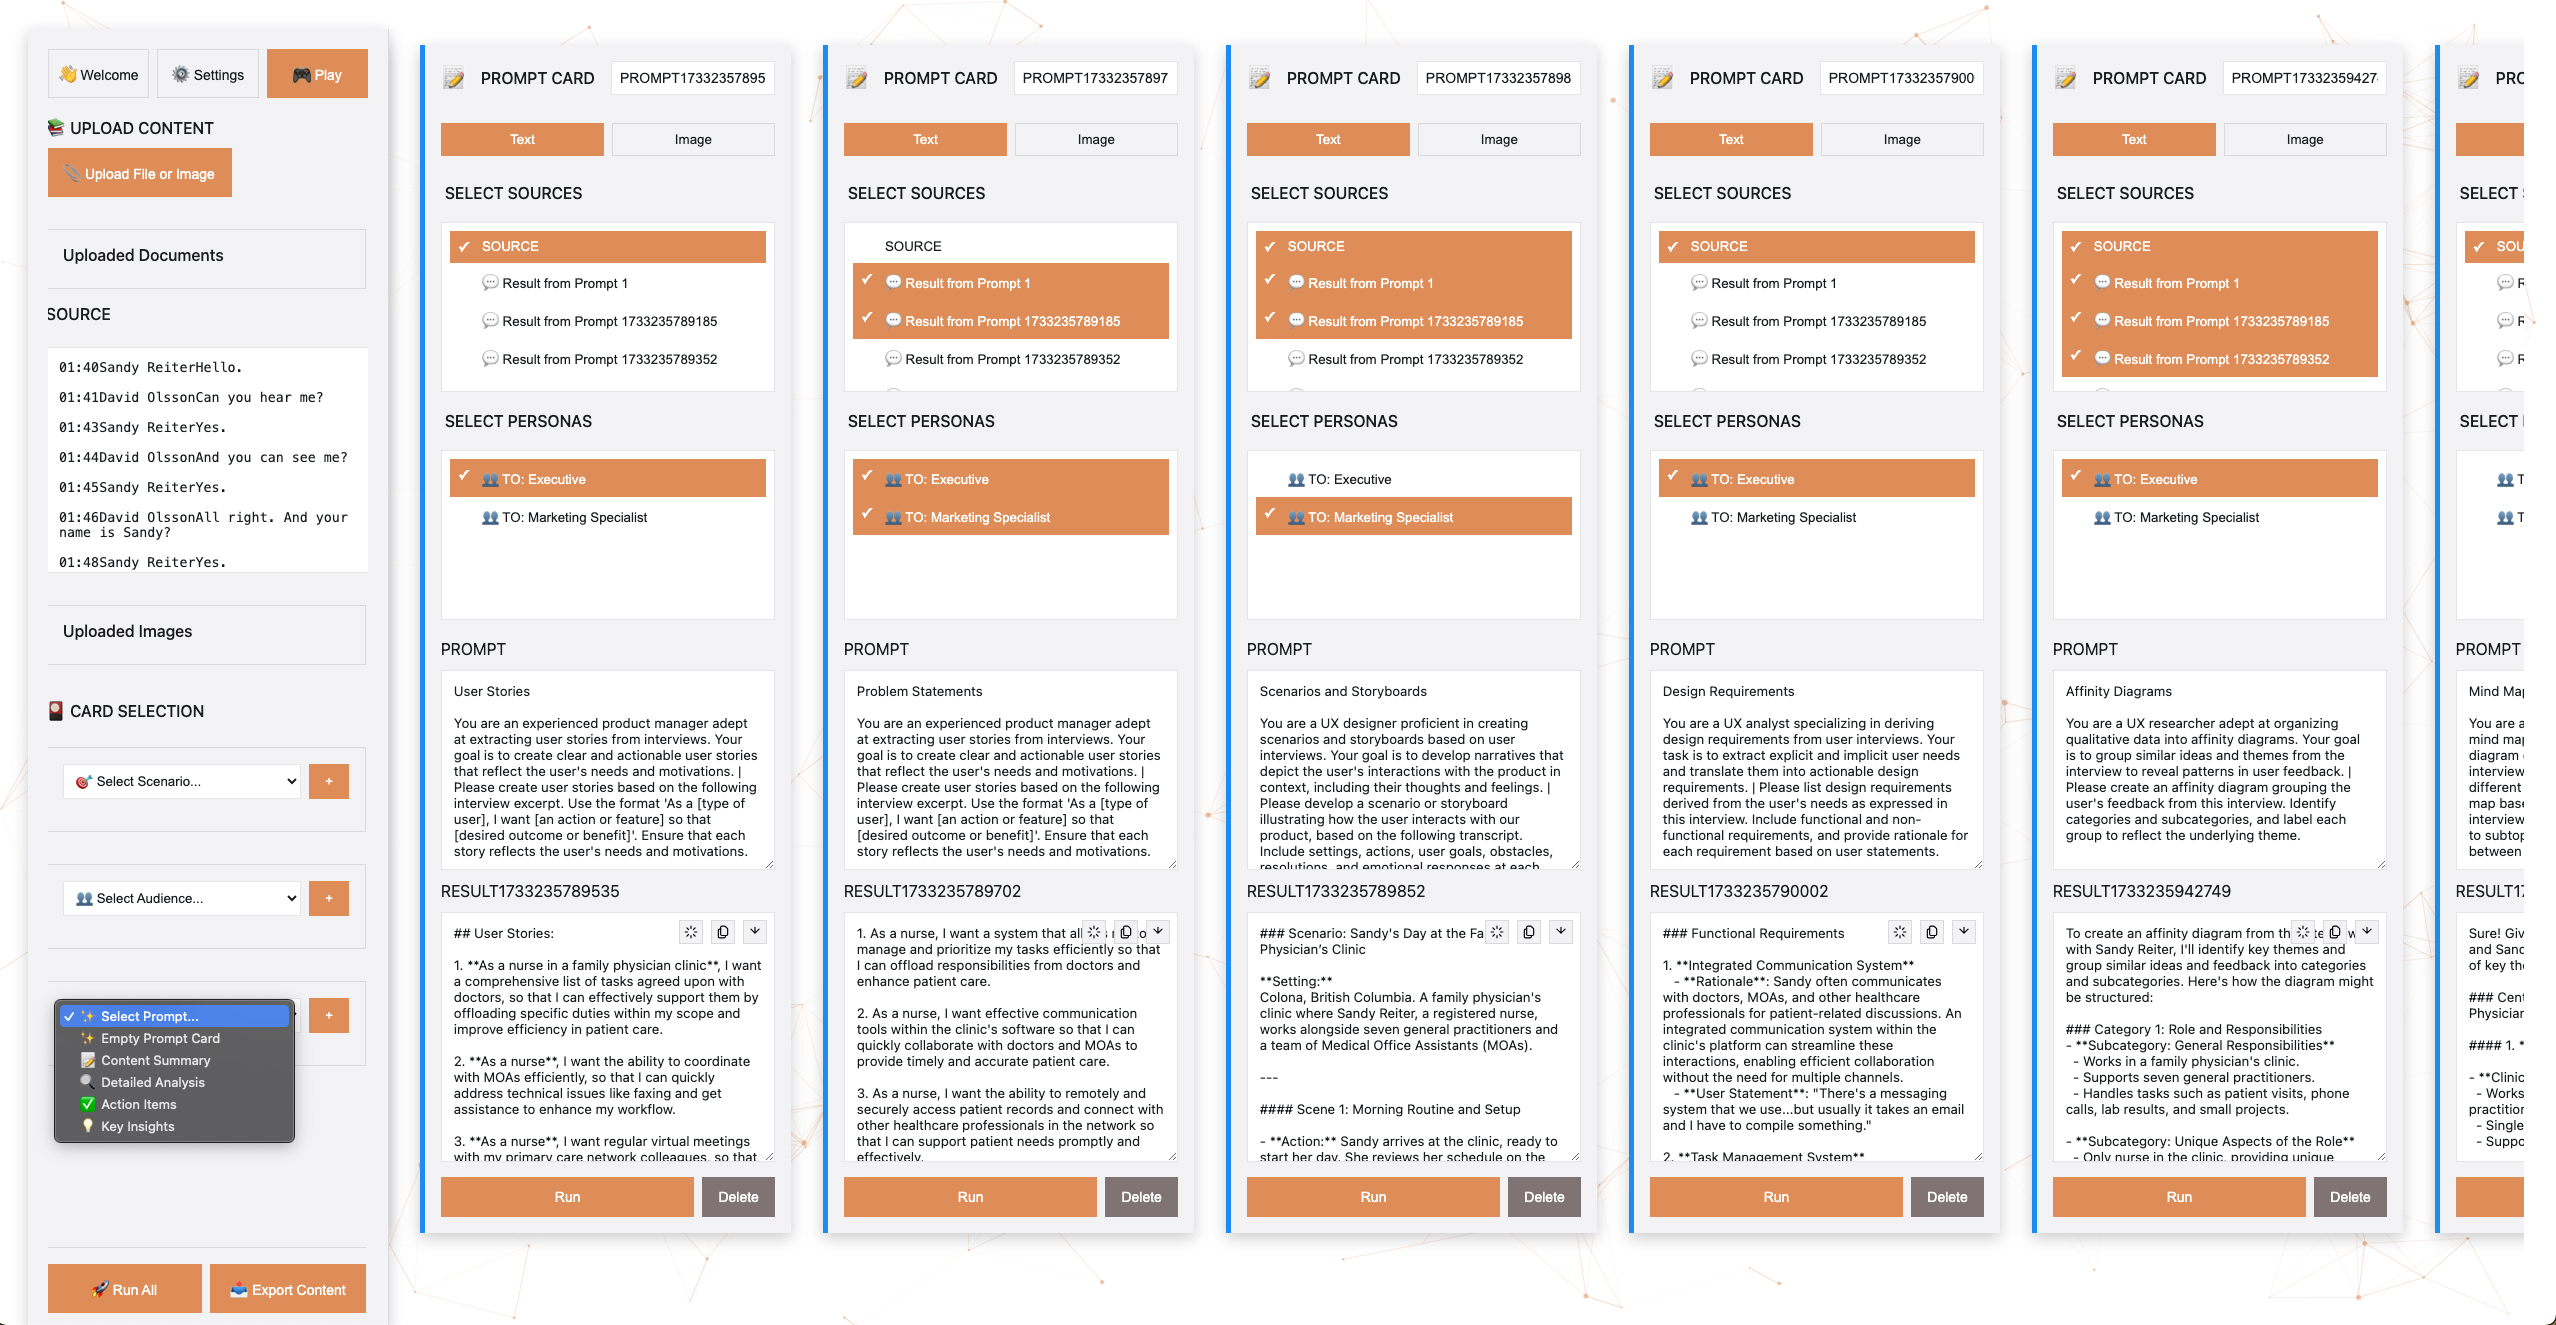 👋 Welcome
⚙️ Settings
🎮 Play
📚 UPLOAD CONTENT
📎 Upload File or Image
Uploaded Documents
SOURCE
01:40Sandy ReiterHello.
01:41David OlssonCan you hear me?
01:43Sandy ReiterYes.
01:44David OlssonAnd you can see me?
01:45Sandy ReiterYes.
01:46David OlssonAll right. And your
name is Sandy?
01:48Sandy ReiterYes.
Uploaded Images
🎴 CARD SELECTION
🎯 Select Scenario...
+
👥 Select Audience...
+
✓ ✨ Select Prompt...
+
✨ Empty Prompt Card
📝 Content Summary
🔍 Detailed Analysis
✅ Action Items
💡 Key Insights
🚀 Run All
📤 Export Content
📝 PROMPT CARD
PROMPT17332357895
Text
Image
SELECT SOURCES
✓ SOURCE
💬 Result from Prompt 1
💬 Result from Prompt 1733235789185
💬 Result from Prompt 1733235789352
SELECT PERSONAS
✓ 👥 TO: Executive
👥 TO: Marketing Specialist
PROMPT
User Stories
You are an experienced product manager adept
at extracting user stories from interviews. Your
goal is to create clear and actionable user stories
that reflect the user's needs and motivations. |
Please create user stories based on the following
interview excerpt. Use the format 'As a [type of
user], I want [an action or feature] so that
[desired outcome or benefit]'. Ensure that each
story reflects the user's needs and motivations.
RESULT1733235789535
## User Stories:
1. **As a nurse in a family physician clinic**, I want
a comprehensive list of tasks agreed upon with
doctors, so that I can effectively support them by
offloading specific duties within my scope and
improve efficiency in patient care.
2. **As a nurse**, I want the ability to coordinate
with MOAs efficiently, so that I can quickly
address technical issues like faxing and get
assistance to enhance my workflow.
3. **As a nurse**, I want regular virtual meetings
with my primary care network colleagues, so that
Run
Delete
📝 PROMPT CARD
PROMPT17332357897
Text
Image
SELECT SOURCES
SOURCE
✓ 💬 Result from Prompt 1
✓ 💬 Result from Prompt 1733235789185
💬 Result from Prompt 1733235789352
SELECT PERSONAS
✓ 👥 TO: Executive
✓ 👥 TO: Marketing Specialist
PROMPT
Problem Statements
You are an experienced product manager adept
at extracting user stories from interviews. Your
goal is to create clear and actionable user stories
that reflect the user's needs and motivations. |
Please create user stories based on the following
interview excerpt. Use the format 'As a [type of
user], I want [an action or feature] so that
[desired outcome or benefit]'. Ensure that each
story reflects the user's needs and motivations.
RESULT1733235789702
1. As a nurse, I want a system that
manage and prioritize my tasks efficiently so that
I can offload responsibilities from doctors and
enhance patient care.
2. As a nurse, I want effective communication
tools within the clinic's software so that I can
quickly collaborate with doctors and MOAs to
provide timely and accurate patient care.
3. As a nurse, I want the ability to remotely and
securely access patient records and connect with
other healthcare professionals in the network so
that I can support patient needs promptly and
effectively.
Run
Delete
📝 PROMPT CARD
PROMPT17332357898
Text
Image
SELECT SOURCES
✓ SOURCE
✓ 💬 Result from Prompt 1
✓ 💬 Result from Prompt 1733235789185
💬 Result from Prompt 1733235789352
SELECT PERSONAS
👥 TO: Executive
✓ 👥 TO: Marketing Specialist
PROMPT
Scenarios and Storyboards
You are a UX designer proficient in creating
scenarios and storyboards based on user
interviews. Your goal is to develop narratives that
depict the user's interactions with the product in
context, including their thoughts and feelings. |
Please develop a scenario or storyboard
illustrating how the user interacts with our
product, based on the following transcript.
Include settings, actions, user goals, obstacles,
resolutions, and emotional responses at each
RESULT1733235789852
### Scenario: Sandy's Day at the Fa
Physician's Clinic
**Setting:**
Colona, British Columbia. A family physician's
clinic where Sandy Reiter, a registered nurse,
works alongside seven general practitioners and
a team of Medical Office Assistants (MOAs).
---
#### Scene 1: Morning Routine and Setup
- **Action:** Sandy arrives at the clinic, ready to
start her day. She reviews her schedule on the
Run
Delete
📝 PROMPT CARD
PROMPT17332357900
Text
Image
SELECT SOURCES
✓ SOURCE
💬 Result from Prompt 1
💬 Result from Prompt 1733235789185
💬 Result from Prompt 1733235789352
SELECT PERSONAS
✓ 👥 TO: Executive
👥 TO: Marketing Specialist
PROMPT
Design Requirements
You are a UX analyst specializing in deriving
design requirements from user interviews. Your
task is to extract explicit and implicit user needs
and translate them into actionable design
requirements. | Please list design requirements
derived from the user's needs as expressed in
this interview. Include functional and non-
functional requirements, and provide rationale for
each requirement based on user statements.
RESULT1733235790002
### Functional Requirements
1. **Integrated Communication System**
- **Rationale**: Sandy often communicates
with doctors, MOAs, and other healthcare
professionals for patient-related discussions. An
integrated communication system within the
clinic's platform can streamline these
interactions, enabling efficient collaboration
without the need for multiple channels.
- **User Statement**: "There's a messaging
system that we use...but usually it takes an email
and I have to compile something."
2. **Task Management System**
Run
Delete
📝 PROMPT CARD
PROMPT173323594274
Text
Image
SELECT SOURCES
✓ SOURCE
✓ 💬 Result from Prompt 1
✓ 💬 Result from Prompt 1733235789185
✓ 💬 Result from Prompt 1733235789352
SELECT PERSONAS
✓ 👥 TO: Executive
👥 TO: Marketing Specialist
PROMPT
Affinity Diagrams
You are a UX researcher adept at organizing
qualitative data into affinity diagrams. Your goal
is to group similar ideas and themes from the
interview to reveal patterns in user feedback. |
Please create an affinity diagram grouping the
user's feedback from this interview. Identify
categories and subcategories, and label each
group to reflect the underlying theme.
RESULT1733235942749
To create an affinity diagram from
with Sandy Reiter, I'll identify key themes and
group similar ideas and feedback into categories
and subcategories. Here's how the diagram might
be structured:
### Category 1: Role and Responsibilities
- **Subcategory: General Responsibilities**
- Works in a family physician's clinic.
- Supports seven general practitioners.
- Handles tasks such as patient visits, phone
calls, lab results, and small projects.
- **Subcategory: Unique Aspects of the Role**
- Only nurse in the clinic, providing unique
Run
Delete
📝 PRO
SELECT
✓ SOU
SELECT
PROMPT
Mind Ma
You are a
mind ma
diagram
interview
different
map bas
interview
to subto
between
RESULT17
Sure! Giv
and Sand
of key the
### Cent
Physician
#### 1. *
- **Clinic
- Works
practition
- Single
- Suppo